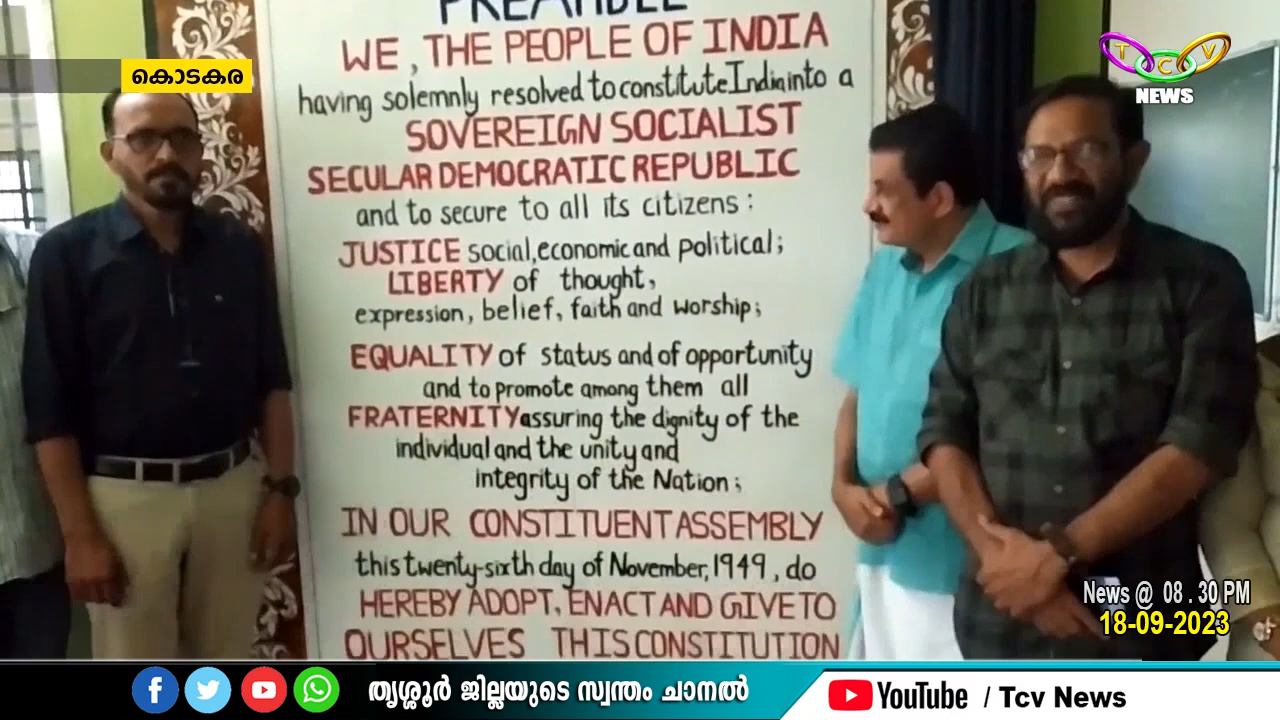 PREAMBLE
WE, THE PEOPLE OF INDIA
having solemnly resolved to constitute India into a
SOVEREIGN SOCIALIST
SECULAR DEMOCRATIC REPUBLIC
and to secure to all its citizens:
JUSTICE social, economic and political;
LIBERTY of thought,
expression, belief, faith and worship;
EQUALITY of status and of opportunity
and to promote among them all
FRATERNITY assuring the dignity of the
individual and the unity and
integrity of the Nation;
IN OUR CONSTITUENT ASSEMBLY
this twenty-sixth day of November, 1949, do
HEREBY ADOPT, ENACT AND GIVE TO
OURSELVES THIS CONSTITUTION
കൊടകര
TCV
NEWS
News @ 08 . 30 PM
18-09-2023
തൃശ്ശൂർ ജില്ലയുടെ സ്വന്തം ചാനൽ
YouTube / Tcv News